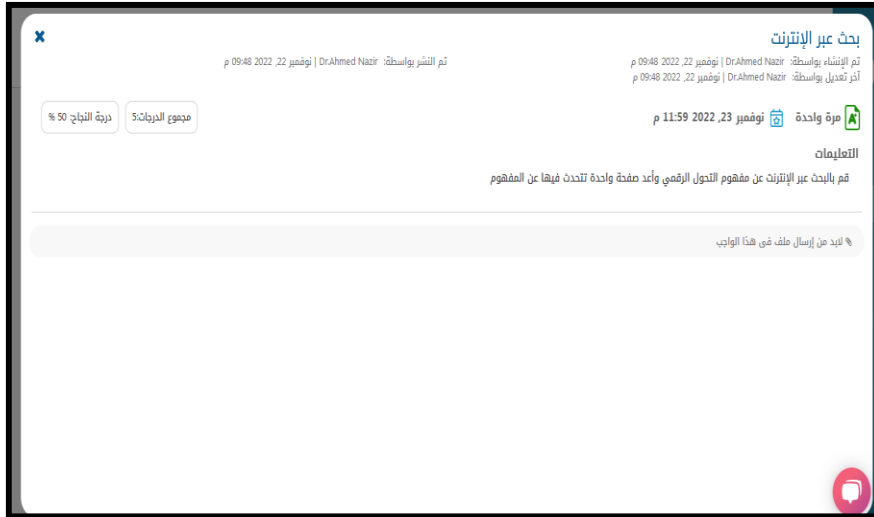 بحث عبر الإنترنت
تم الإنشاء بواسطة: Dr.Ahmed Nazir | نوفمبر 22, 2022 09:48 م
تم النشر بواسطة: Dr.Ahmed Nazir | نوفمبر 22, 2022 09:48 م
آخر تعديل بواسطة: Dr.Ahmed Nazir | نوفمبر 22, 2022 09:48 م
مرة واحدة نوفمبر 23, 2022 11:59 م
مجموع الدرجات:5
درجة النجاح: 50 %
التعليمات
قم بالبحث عبر الإنترنت عن مفهوم التحول الرقمي وأعد صفحة واحدة تتحدث فيها عن المفهوم
لابد من إرسال ملف فى هذا الواجب